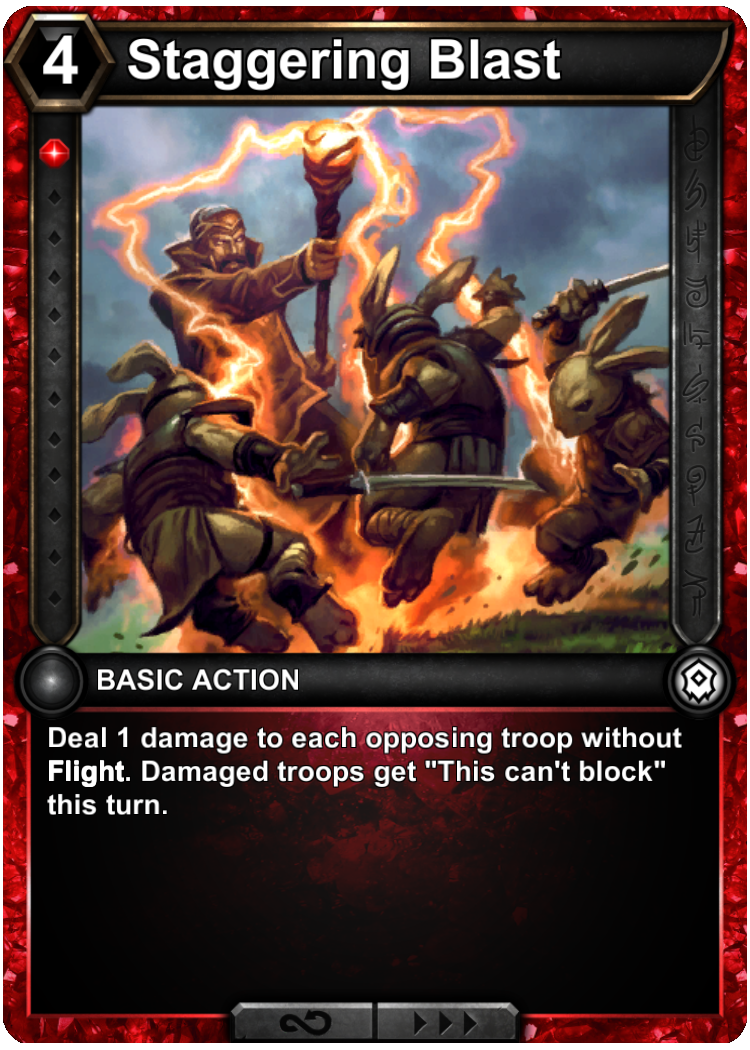 4
Staggering Blast
BASIC ACTION
Deal 1 damage to each opposing troop without
Flight. Damaged troops get "This can't block"
this turn.